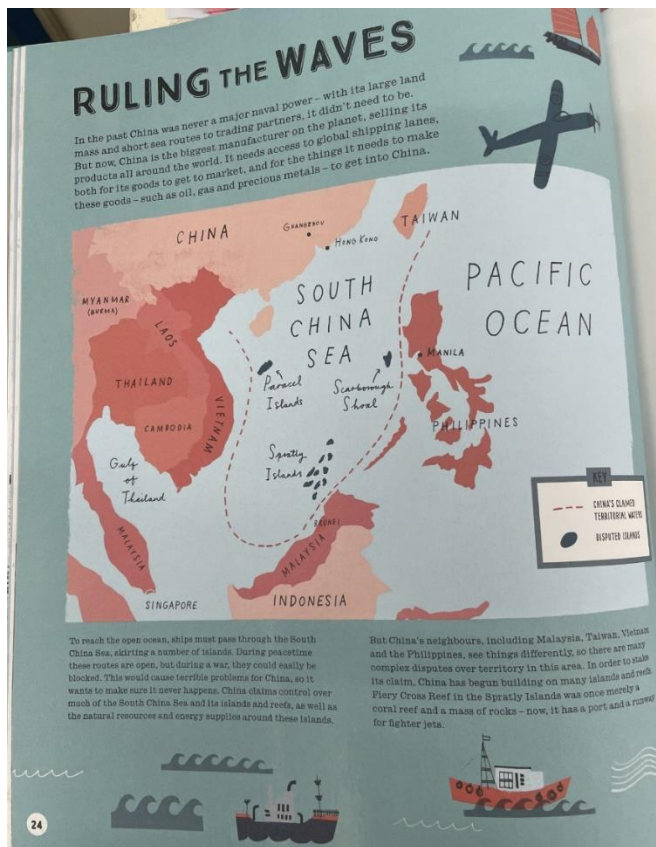 RULING THE WAVES
In the past China was never a major naval power – with its large land
mass and short sea routes to trading partners, it didn't need to be.
But now, China is the biggest manufacturer on the planet, selling its
products all around the world. It needs access to global shipping lanes,
both for its goods to get to market, and for the things it needs to make
these goods – such as oil, gas and precious metals – to get into China.
CHINA
GUANGZHOU
HONG KONG
TAIWAN
MYANMAR
(BURMA)
LAOS
SOUTH
CHINA
SEA
PACIFIC
OCEAN
THAILAND
VIETNAM
CAMBODIA
Paracel
Islands
Scarborough
Shoal
MANILA
PHILIPPINES
Gulf
of
Thailand
Spratly
Islands
KEY
CHINA'S CLAIMED
TERRITORIAL WATERS
DISPUTED ISLANDS
MALAYSIA
BRUNEI
MALAYSIA
SINGAPORE
INDONESIA
To reach the open ocean, ships must pass through the South
China Sea, skirting a number of islands. During peacetime
these routes are open, but during a war, they could easily be
blocked. This would cause terrible problems for China, so it
wants to make sure it never happens. China claims control over
much of the South China Sea and its islands and reefs, as well as
the natural resources and energy supplies around these islands.
But China's neighbours, including Malaysia, Taiwan, Vietnam
and the Philippines, see things differently, so there are many
complex disputes over territory in this area. In order to stake
its claim, China has begun building on many islands and reefs.
Fiery Cross Reef in the Spratly Islands was once merely a
coral reef and a mass of rocks – now, it has a port and a runway
for fighter jets.
24